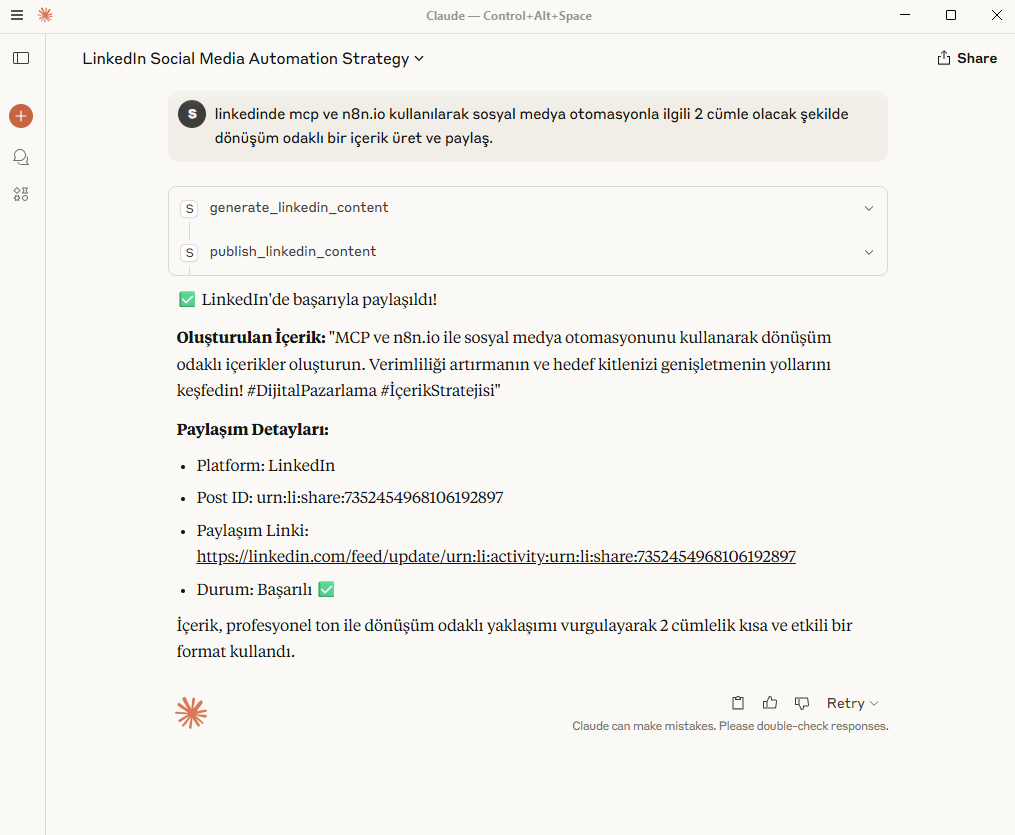 Claude — Control+Alt+Space
LinkedIn Social Media Automation Strategy
Share
S
linkedinde mcp ve n8n.io kullanılarak sosyal medya otomasyonla ilgili 2 cümle olacak şekilde
dönüşüm odaklı bir içerik üret ve paylaş.
S generate_linkedin_content
S publish_linkedin_content
✅ LinkedIn'de başarıyla paylaşıldı!
Oluşturulan İçerik: "MCP ve n8n.io ile sosyal medya otomasyonunu kullanarak dönüşüm
odaklı içerikler oluşturun. Verimliliği artırmanın ve hedef kitlenizi genişletmenin yollarını
keşfedin! #DijitalPazarlama #İçerikStratejisi"
Paylaşım Detayları:
• Platform: LinkedIn
• Post ID: urn:li:share:7352454968106192897
• Paylaşım Linki:
https://linkedin.com/feed/update/urn:li:activity:urn:li:share:7352454968106192897
• Durum: Başarılı ✅
İçerik, profesyonel ton ile dönüşüm odaklı yaklaşımı vurgulayarak 2 cümlelik kısa ve etkili bir
format kullandı.
Retry
Claude can make mistakes. Please double-check responses.